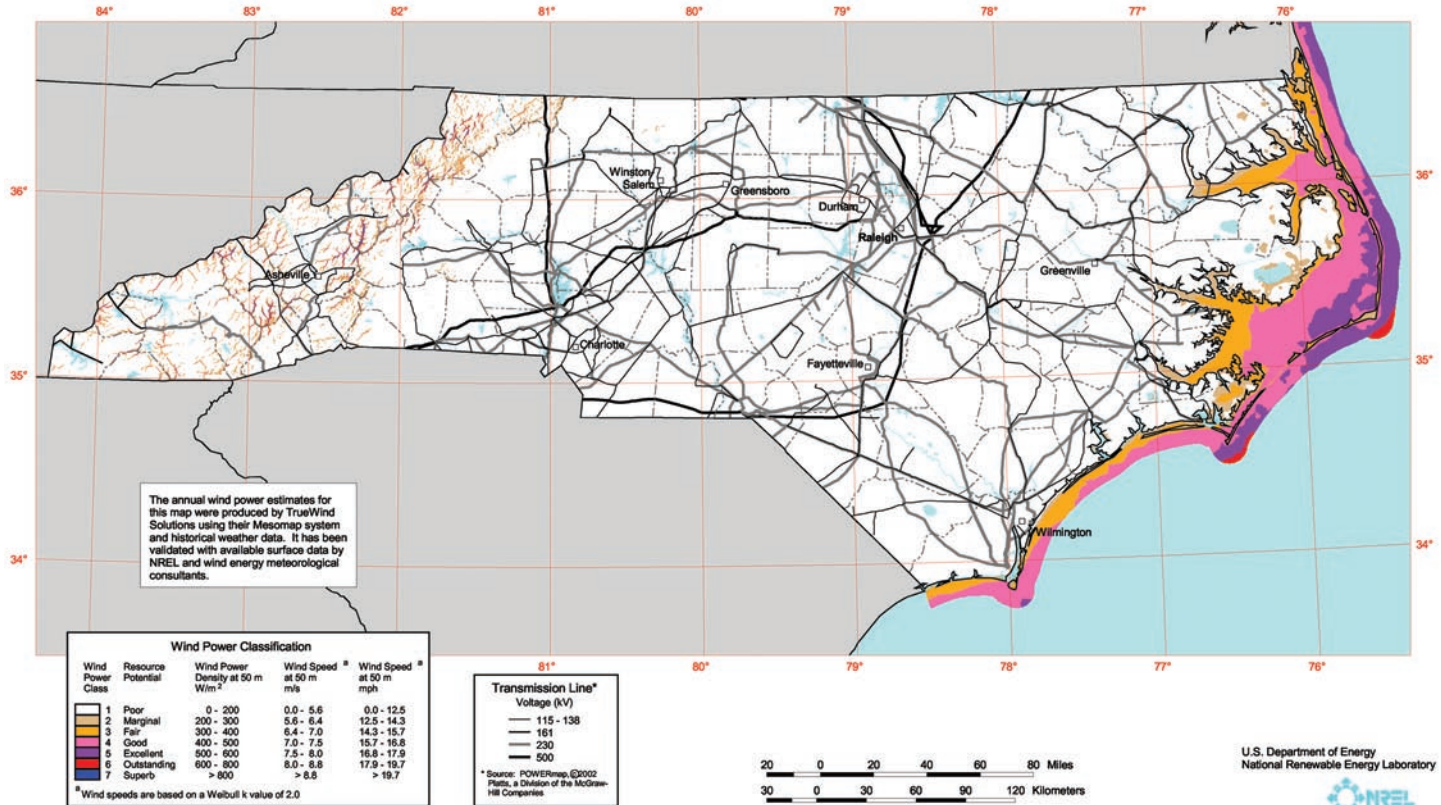 84° 83° 82° 81° 80° 79° 78° 77° 76°
36°
36°
35°
35°
34°
34°
Winston-
Salem
Greensboro
Durham
Raleigh
Greenville
Asheville
Charlotte
Fayetteville
Wilmington
The annual wind power estimates for
this map were produced by TrueWind
Solutions using their Mesomap system
and historical weather data. It has been
validated with available surface data by
NREL and wind energy meteorological
consultants.
81° 80° 79° 78° 77° 76°
Wind Power Classification
Wind Power Class
Resource Potential
Wind Power Density at 50 m W/m 2
Wind Speed a at 50 m m/s
Wind Speed a at 50 m mph
1 Poor 0 - 200 0.0 - 5.6 0.0 - 12.5
2 Marginal 200 - 300 5.6 - 6.4 12.5 - 14.3
3 Fair 300 - 400 6.4 - 7.0 14.3 - 15.7
4 Good 400 - 500 7.0 - 7.5 15.7 - 16.8
5 Excellent 500 - 600 7.5 - 8.0 16.8 - 17.9
6 Outstanding 600 - 800 8.0 - 8.8 17.9 - 19.7
7 Superb > 800 > 8.8 > 19.7
a Wind speeds are based on a Weibull k value of 2.0
Transmission Line*
Voltage (kV)
115 - 138
161
230
500
* Source: POWERmap, ©2002
Platts, a Division of the McGraw-
Hill Companies
20 0 20 40 60 80 Miles
30 0 30 60 90 120 Kilometers
U.S. Department of Energy
National Renewable Energy Laboratory
NREL